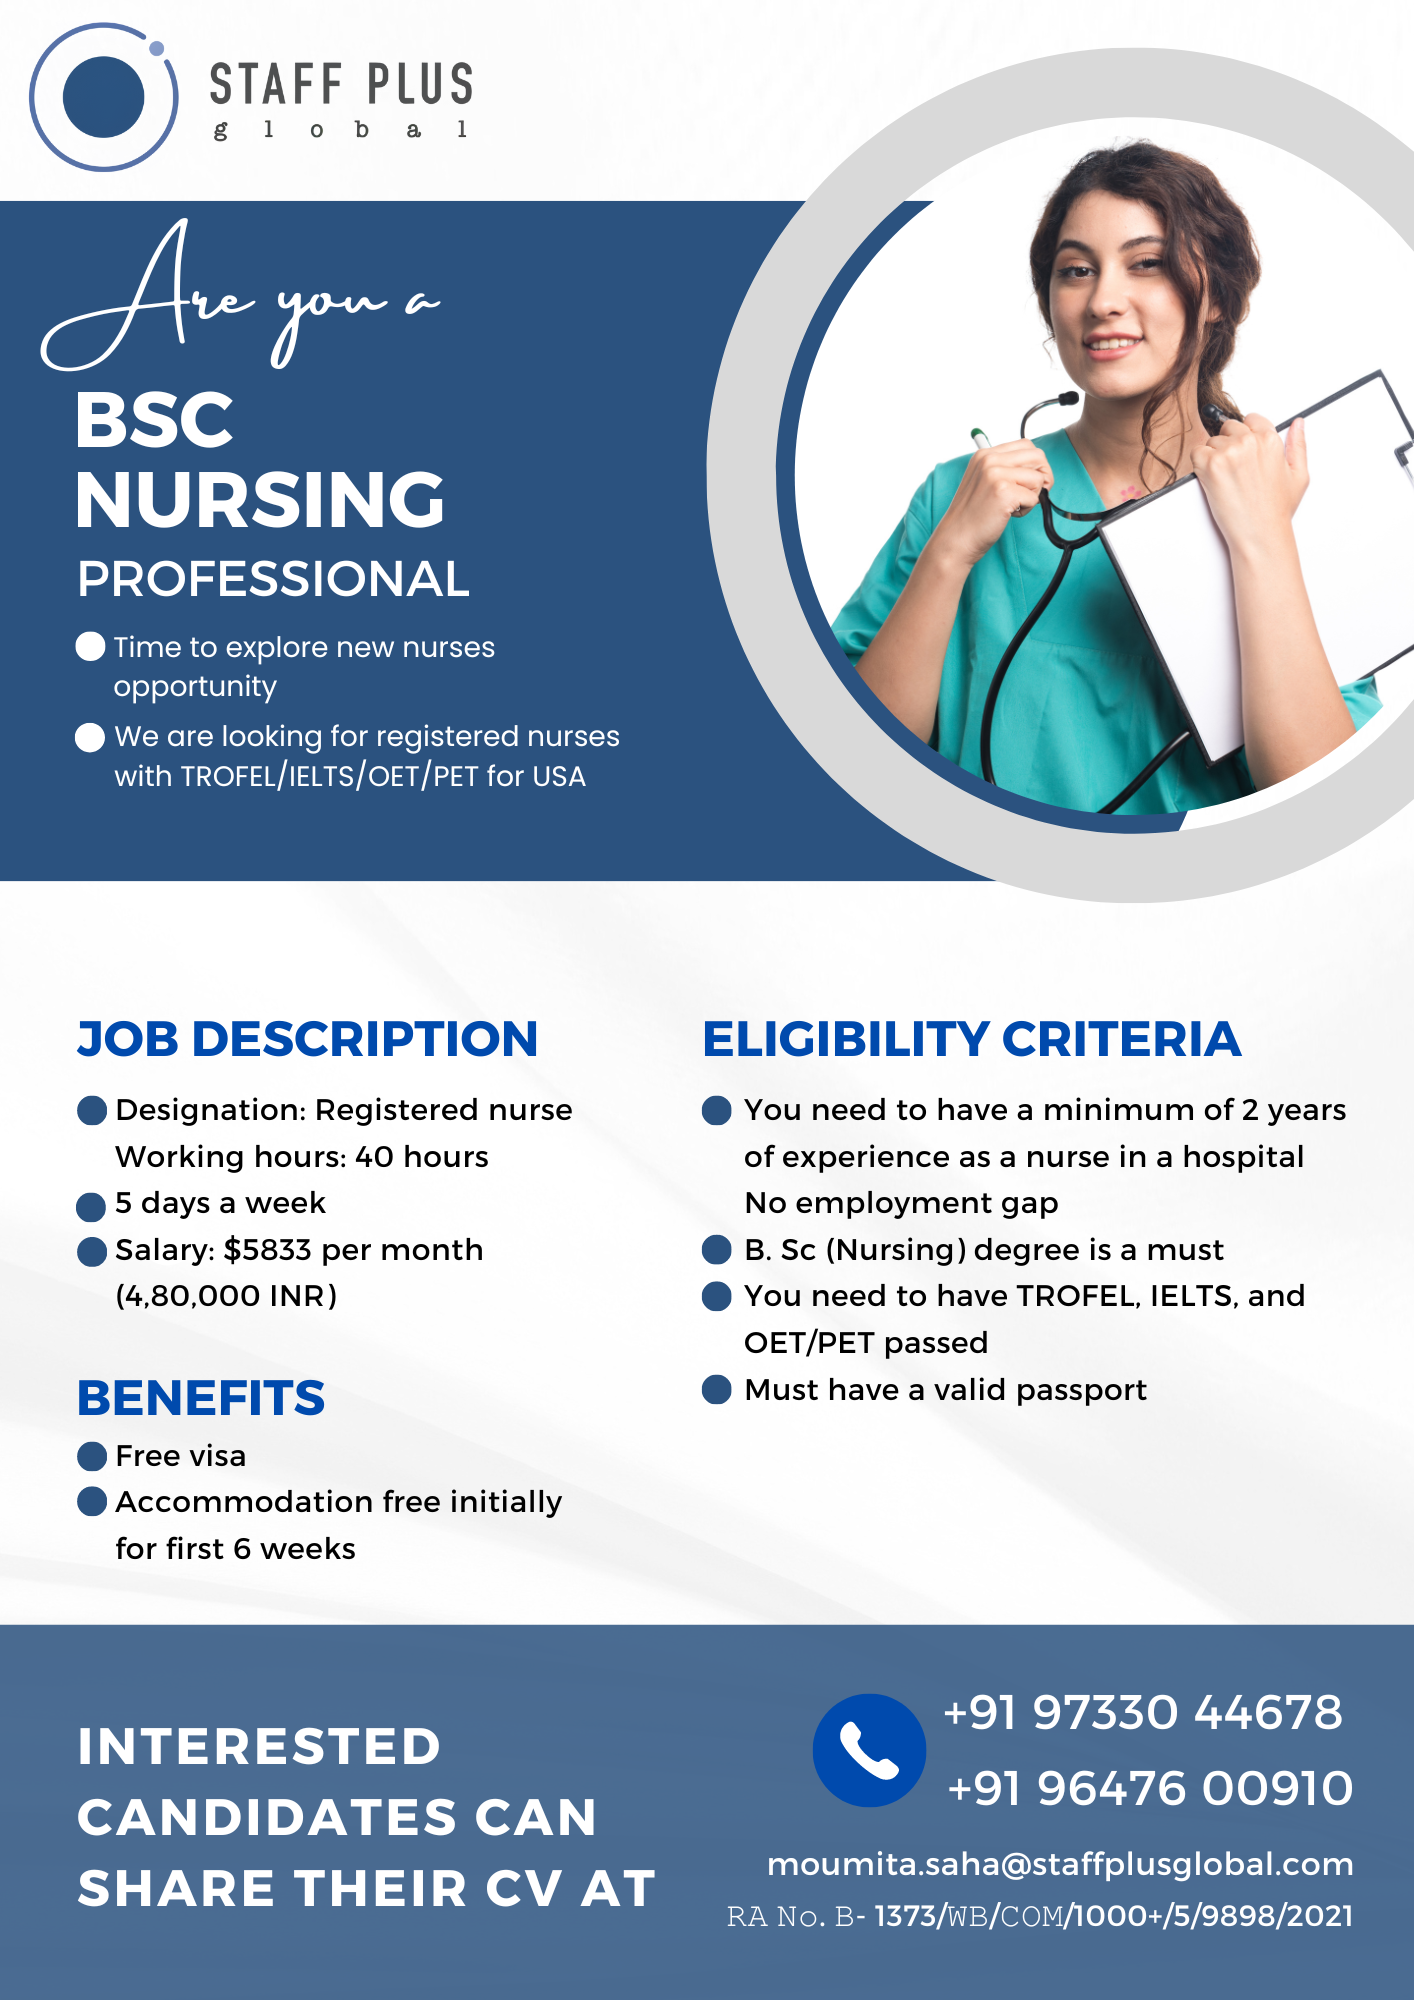 STAFF PLUS
global
Are you a
BSC
NURSING
PROFESSIONAL
Time to explore new nurses
opportunity
We are looking for registered nurses
with TROFEL/IELTS/OET/PET for USA
JOB DESCRIPTION
Designation: Registered nurse
Working hours: 40 hours
5 days a week
Salary: $5833 per month
(4,80,000 INR)
BENEFITS
Free visa
Accommodation free initially
for first 6 weeks
ELIGIBILITY CRITERIA
You need to have a minimum of 2 years
of experience as a nurse in a hospital
No employment gap
B. Sc (Nursing) degree is a must
You need to have TROFEL, IELTS, and
OET/PET passed
Must have a valid passport
INTERESTED
CANDIDATES CAN
SHARE THEIR CV AT
+91 97330 44678
+91 96476 00910
moumita.saha@staffplusglobal.com
RA No. B- 1373/WB/COM/1000+/5/9898/2021